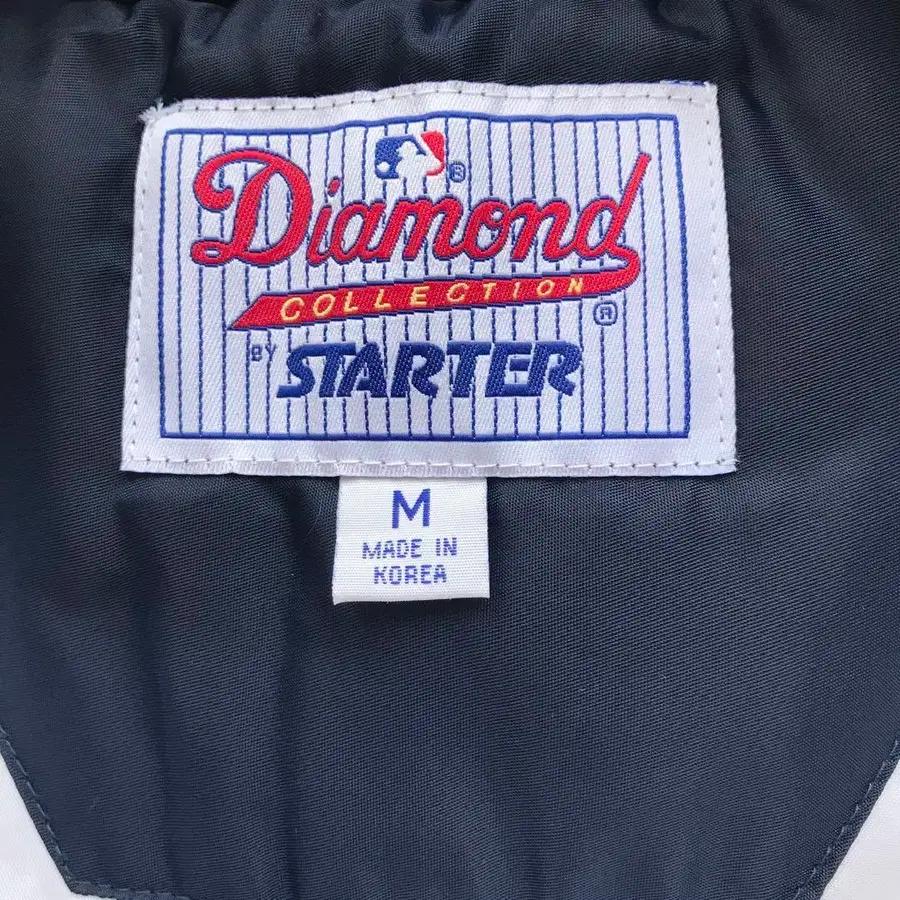 ®
Diamond
COLLECTION
®
BY STARTER
M
MADE IN
KOREA